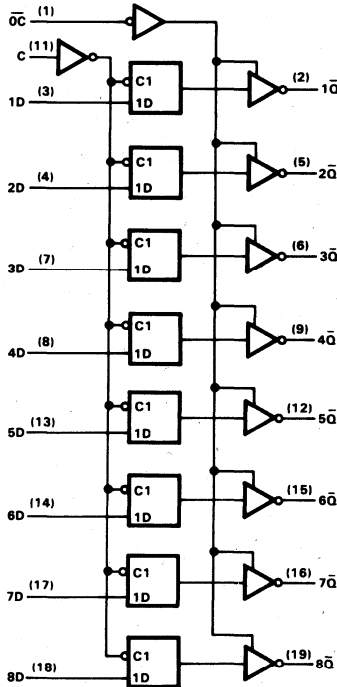 O̅C̅ (1)
C (11)
C1 (2)
1D (3) 1D 1Q̅
C1 (5)
2D (4) 1D 2Q̅
C1 (6)
3D (7) 1D 3Q̅
C1 (9)
4D (8) 1D 4Q̅
C1 (12)
5D (13) 1D 5Q̅
C1 (15)
6D (14) 1D 6Q̅
C1 (16)
7D (17) 1D 7Q̅
C1 (19)
8D (18) 1D 8Q̅